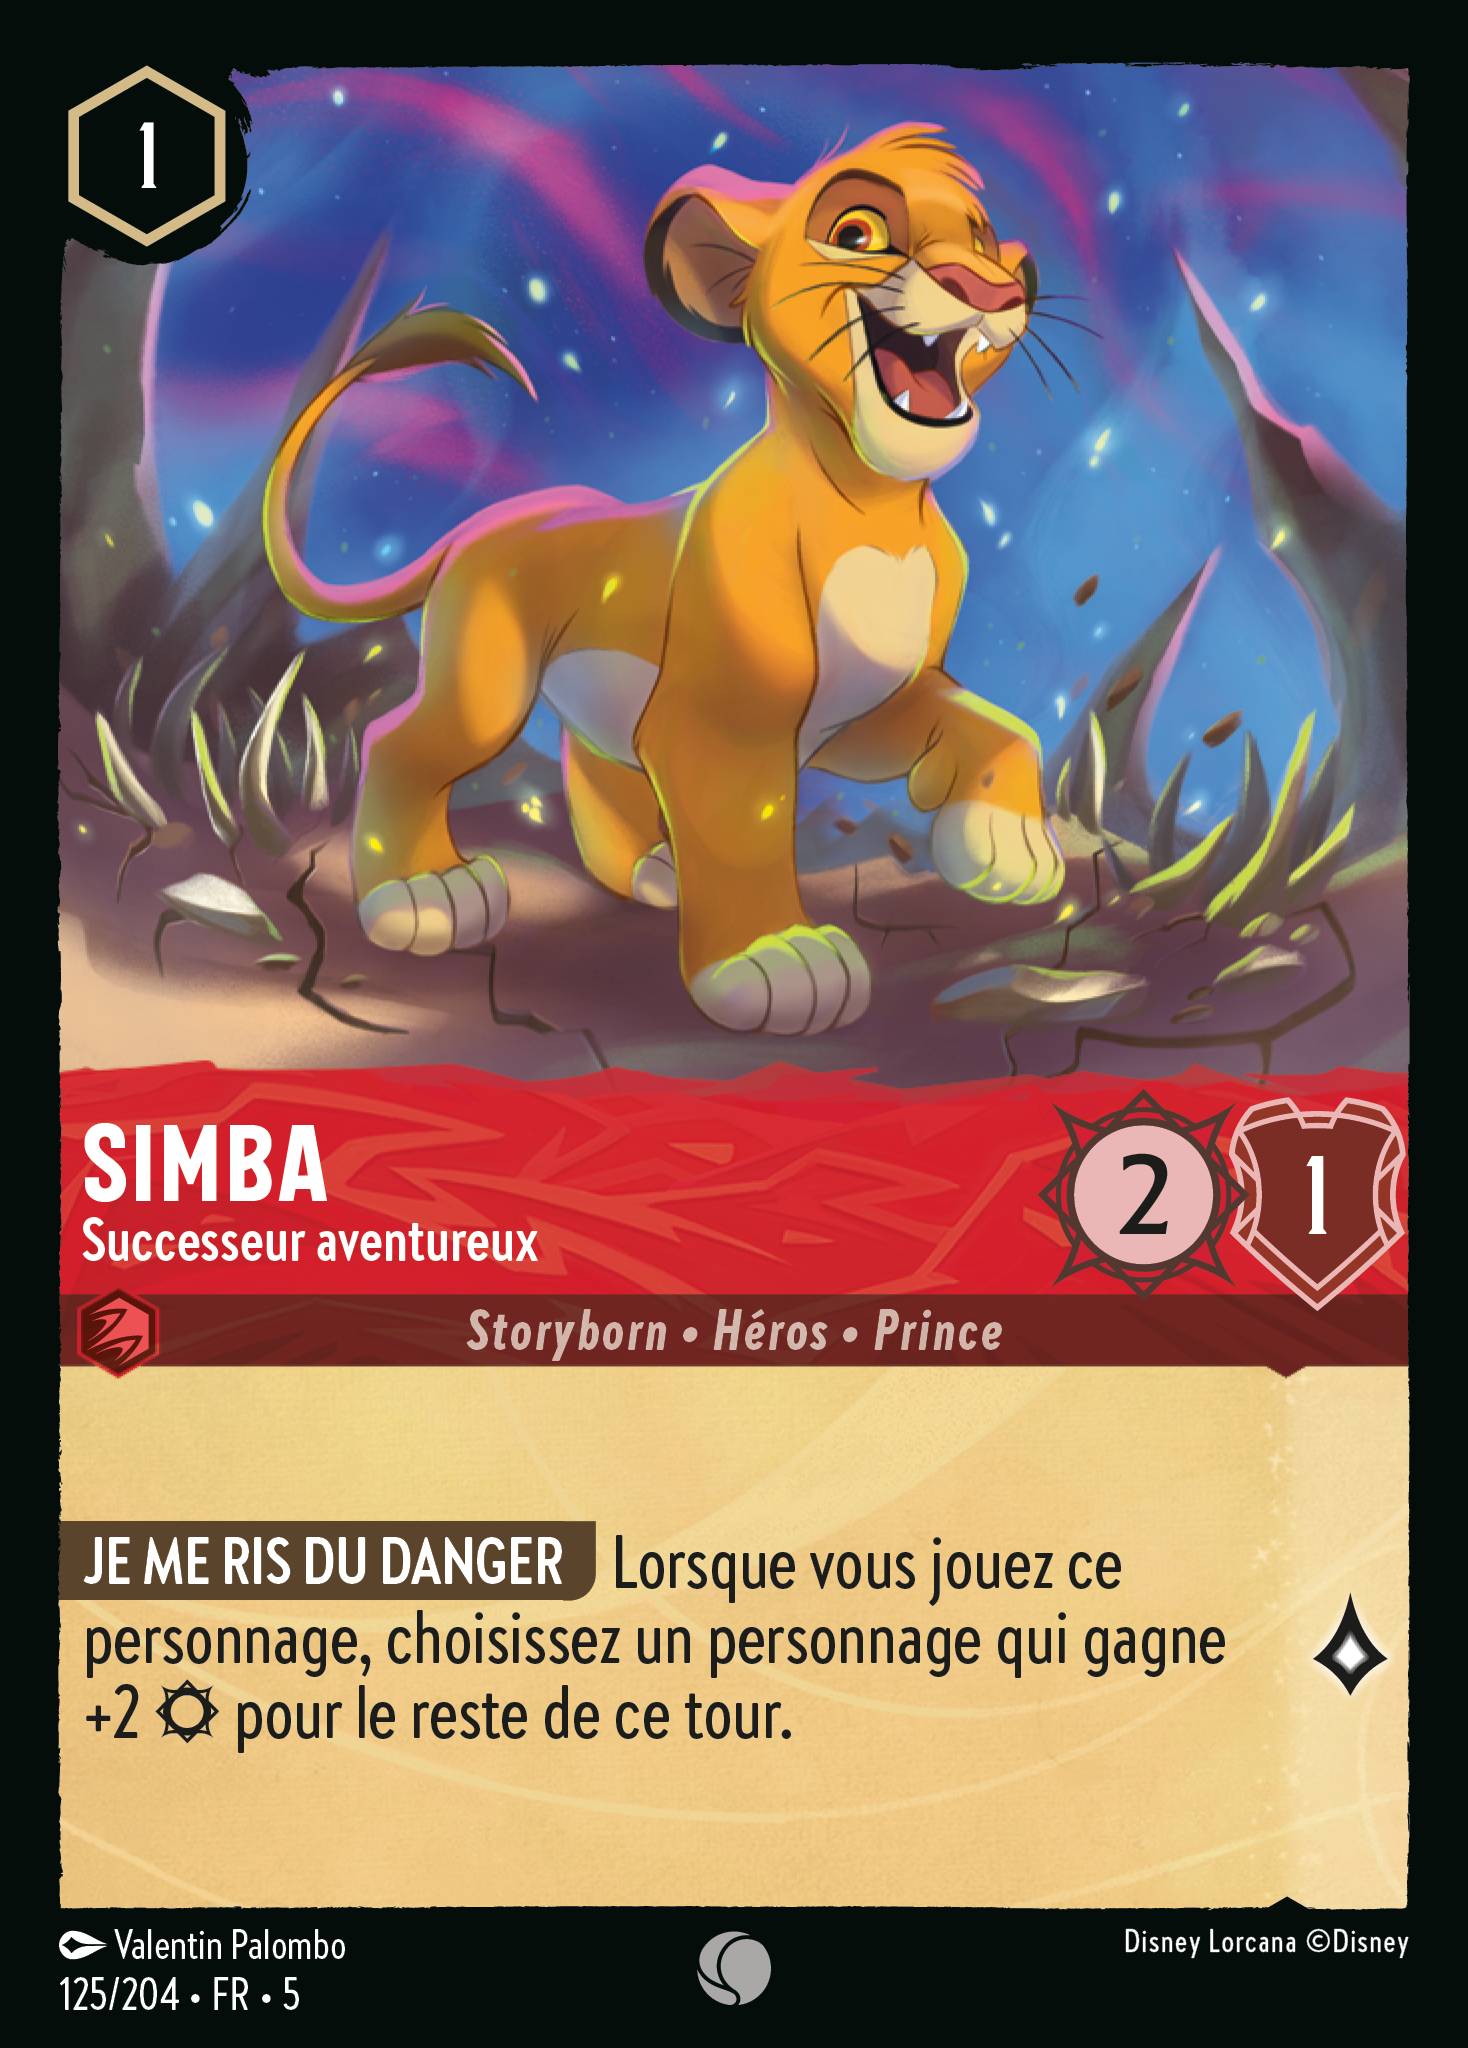 1
SIMBA
Successeur aventureux
2 1
Storyborn • Héros • Prince
JE ME RIS DU DANGER Lorsque vous jouez ce
personnage, choisissez un personnage qui gagne
+2 pour le reste de ce tour.
Valentin Palombo
125/204 • FR • 5
Disney Lorcana ©Disney